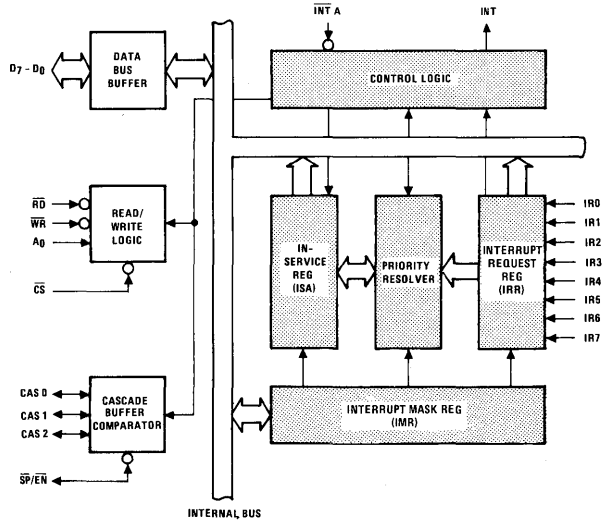 INT A
INT
D7 - D0
DATA
BUS
BUFFER
CONTROL LOGIC
RD
WR
A0
READ/
WRITE
LOGIC
CS
IN-
SERVICE
REG
(ISA)
PRIORITY
RESOLVER
INTERRUPT
REQUEST
REG
(IRR)
IR0
IR1
IR2
IR3
IR4
IR5
IR6
IR7
CAS 0
CAS 1
CAS 2
CASCADE
BUFFER
COMPARATOR
SP/EN
INTERRUPT MASK REG
(IMR)
INTERNAL BUS